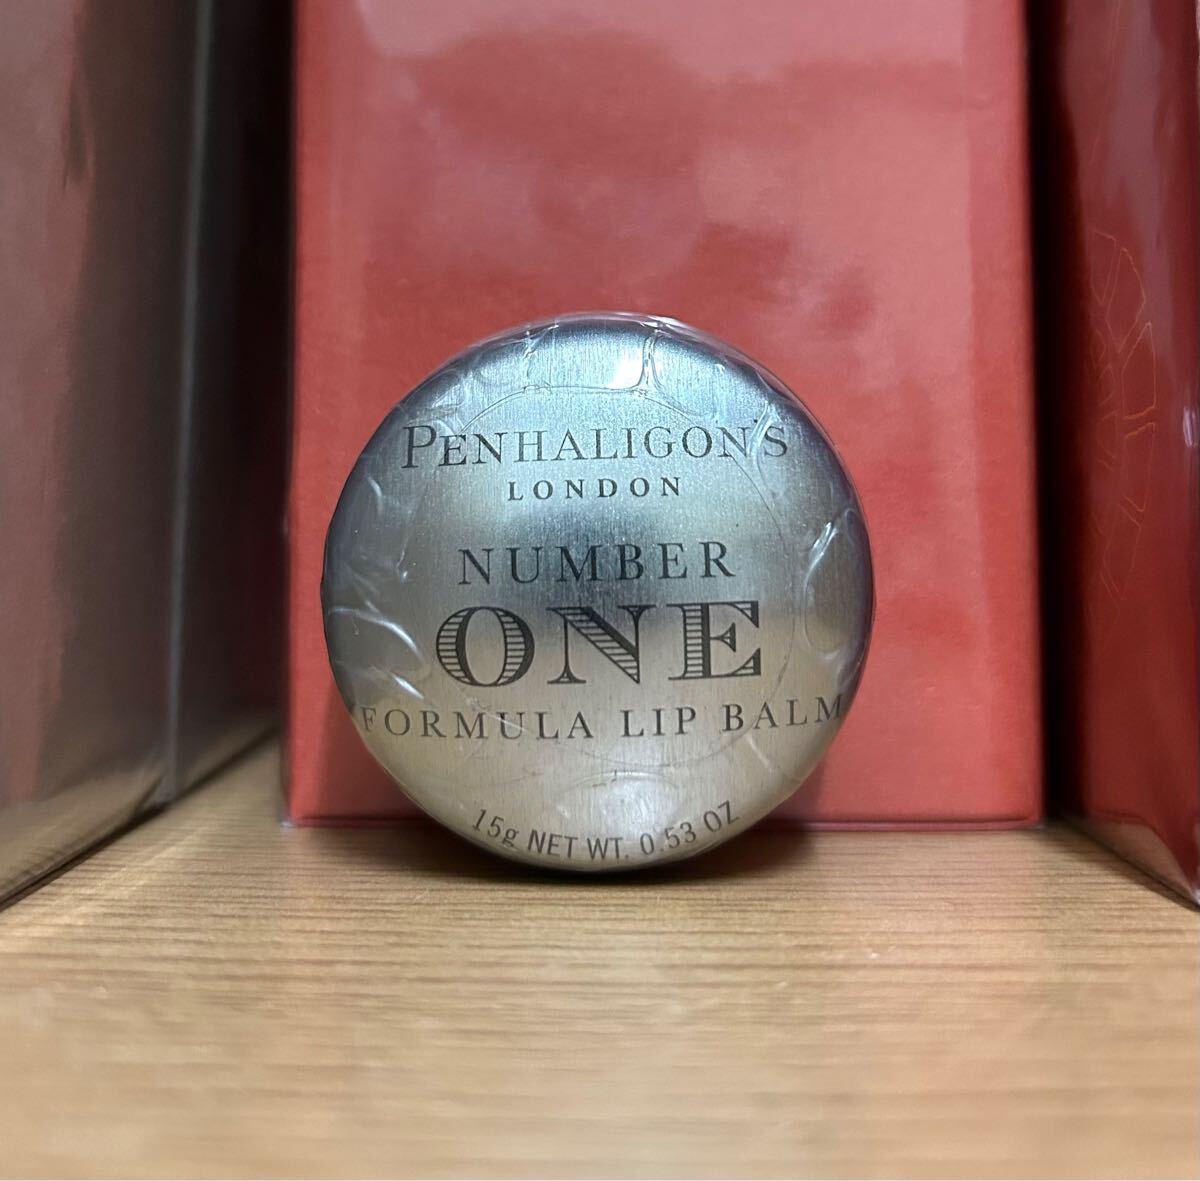 PENHALIGON'S
LONDON
NUMBER
ONE
FORMULA LIP BALM
15g NET WT. 0.53 OZ